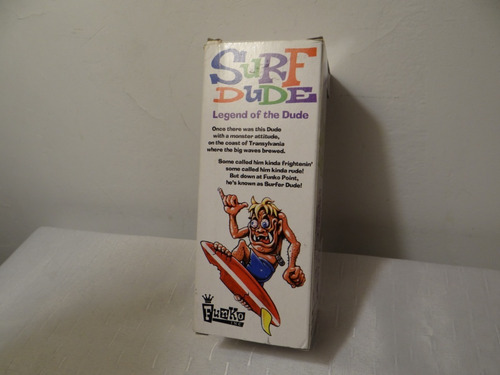 SURF
DUDE
Legend of the Dude
Once there was this Dude
with a monster attitude,
on the coast of Transylvania
where the big waves brewed.
Some called him kinda frightenin'
some called him kinda rude!
But down at Funko Point,
he's known as Surfer Dude!
Funko
INC.